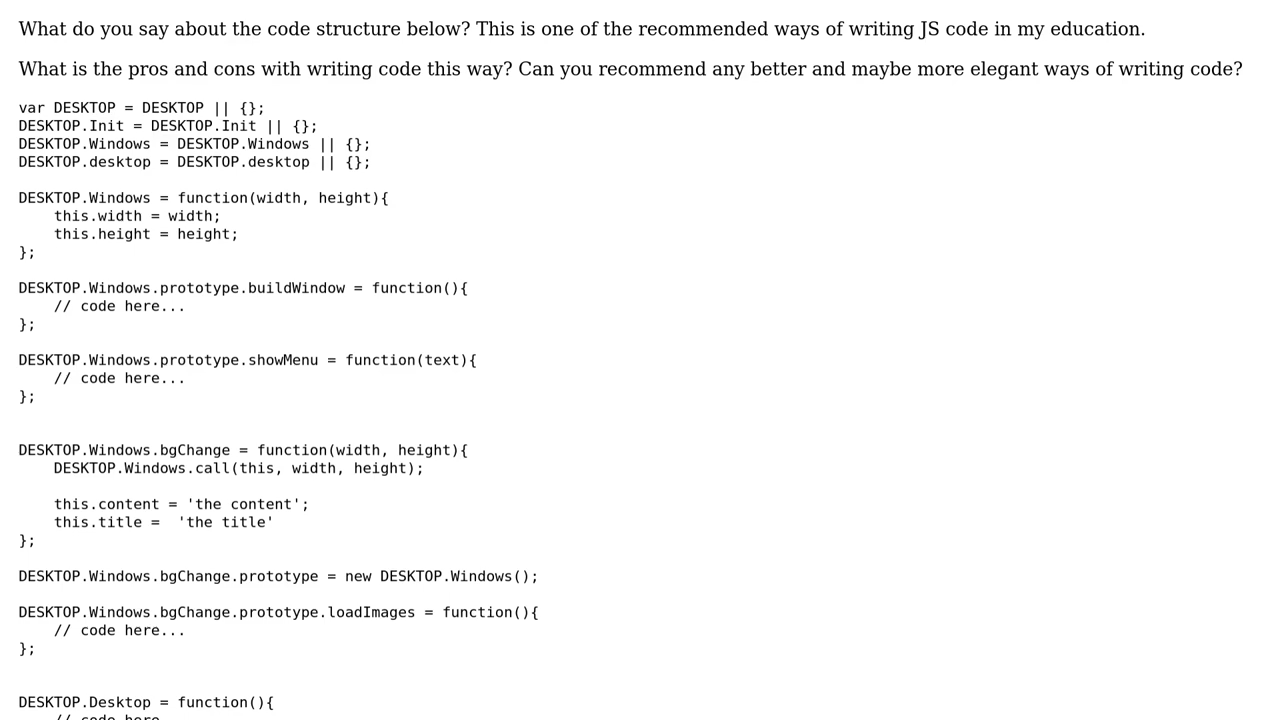 What do you say about the code structure below? This is one of the recommended ways of writing JS code in my education.
What is the pros and cons with writing code this way? Can you recommend any better and maybe more elegant ways of writing code?
var DESKTOP = DESKTOP || {};
DESKTOP.Init = DESKTOP.Init || {};
DESKTOP.Windows = DESKTOP.Windows || {};
DESKTOP.desktop = DESKTOP.desktop || {};
DESKTOP.Windows = function(width, height){
    this.width = width;
    this.height = height;
};
DESKTOP.Windows.prototype.buildWindow = function(){
    // code here...
};
DESKTOP.Windows.prototype.showMenu = function(text){
    // code here...
};
DESKTOP.Windows.bgChange = function(width, height){
    DESKTOP.Windows.call(this, width, height);
    this.content = 'the content';
    this.title =  'the title'
};
DESKTOP.Windows.bgChange.prototype = new DESKTOP.Windows();
DESKTOP.Windows.bgChange.prototype.loadImages = function(){
    // code here...
};
DESKTOP.Desktop = function(){
    // code here